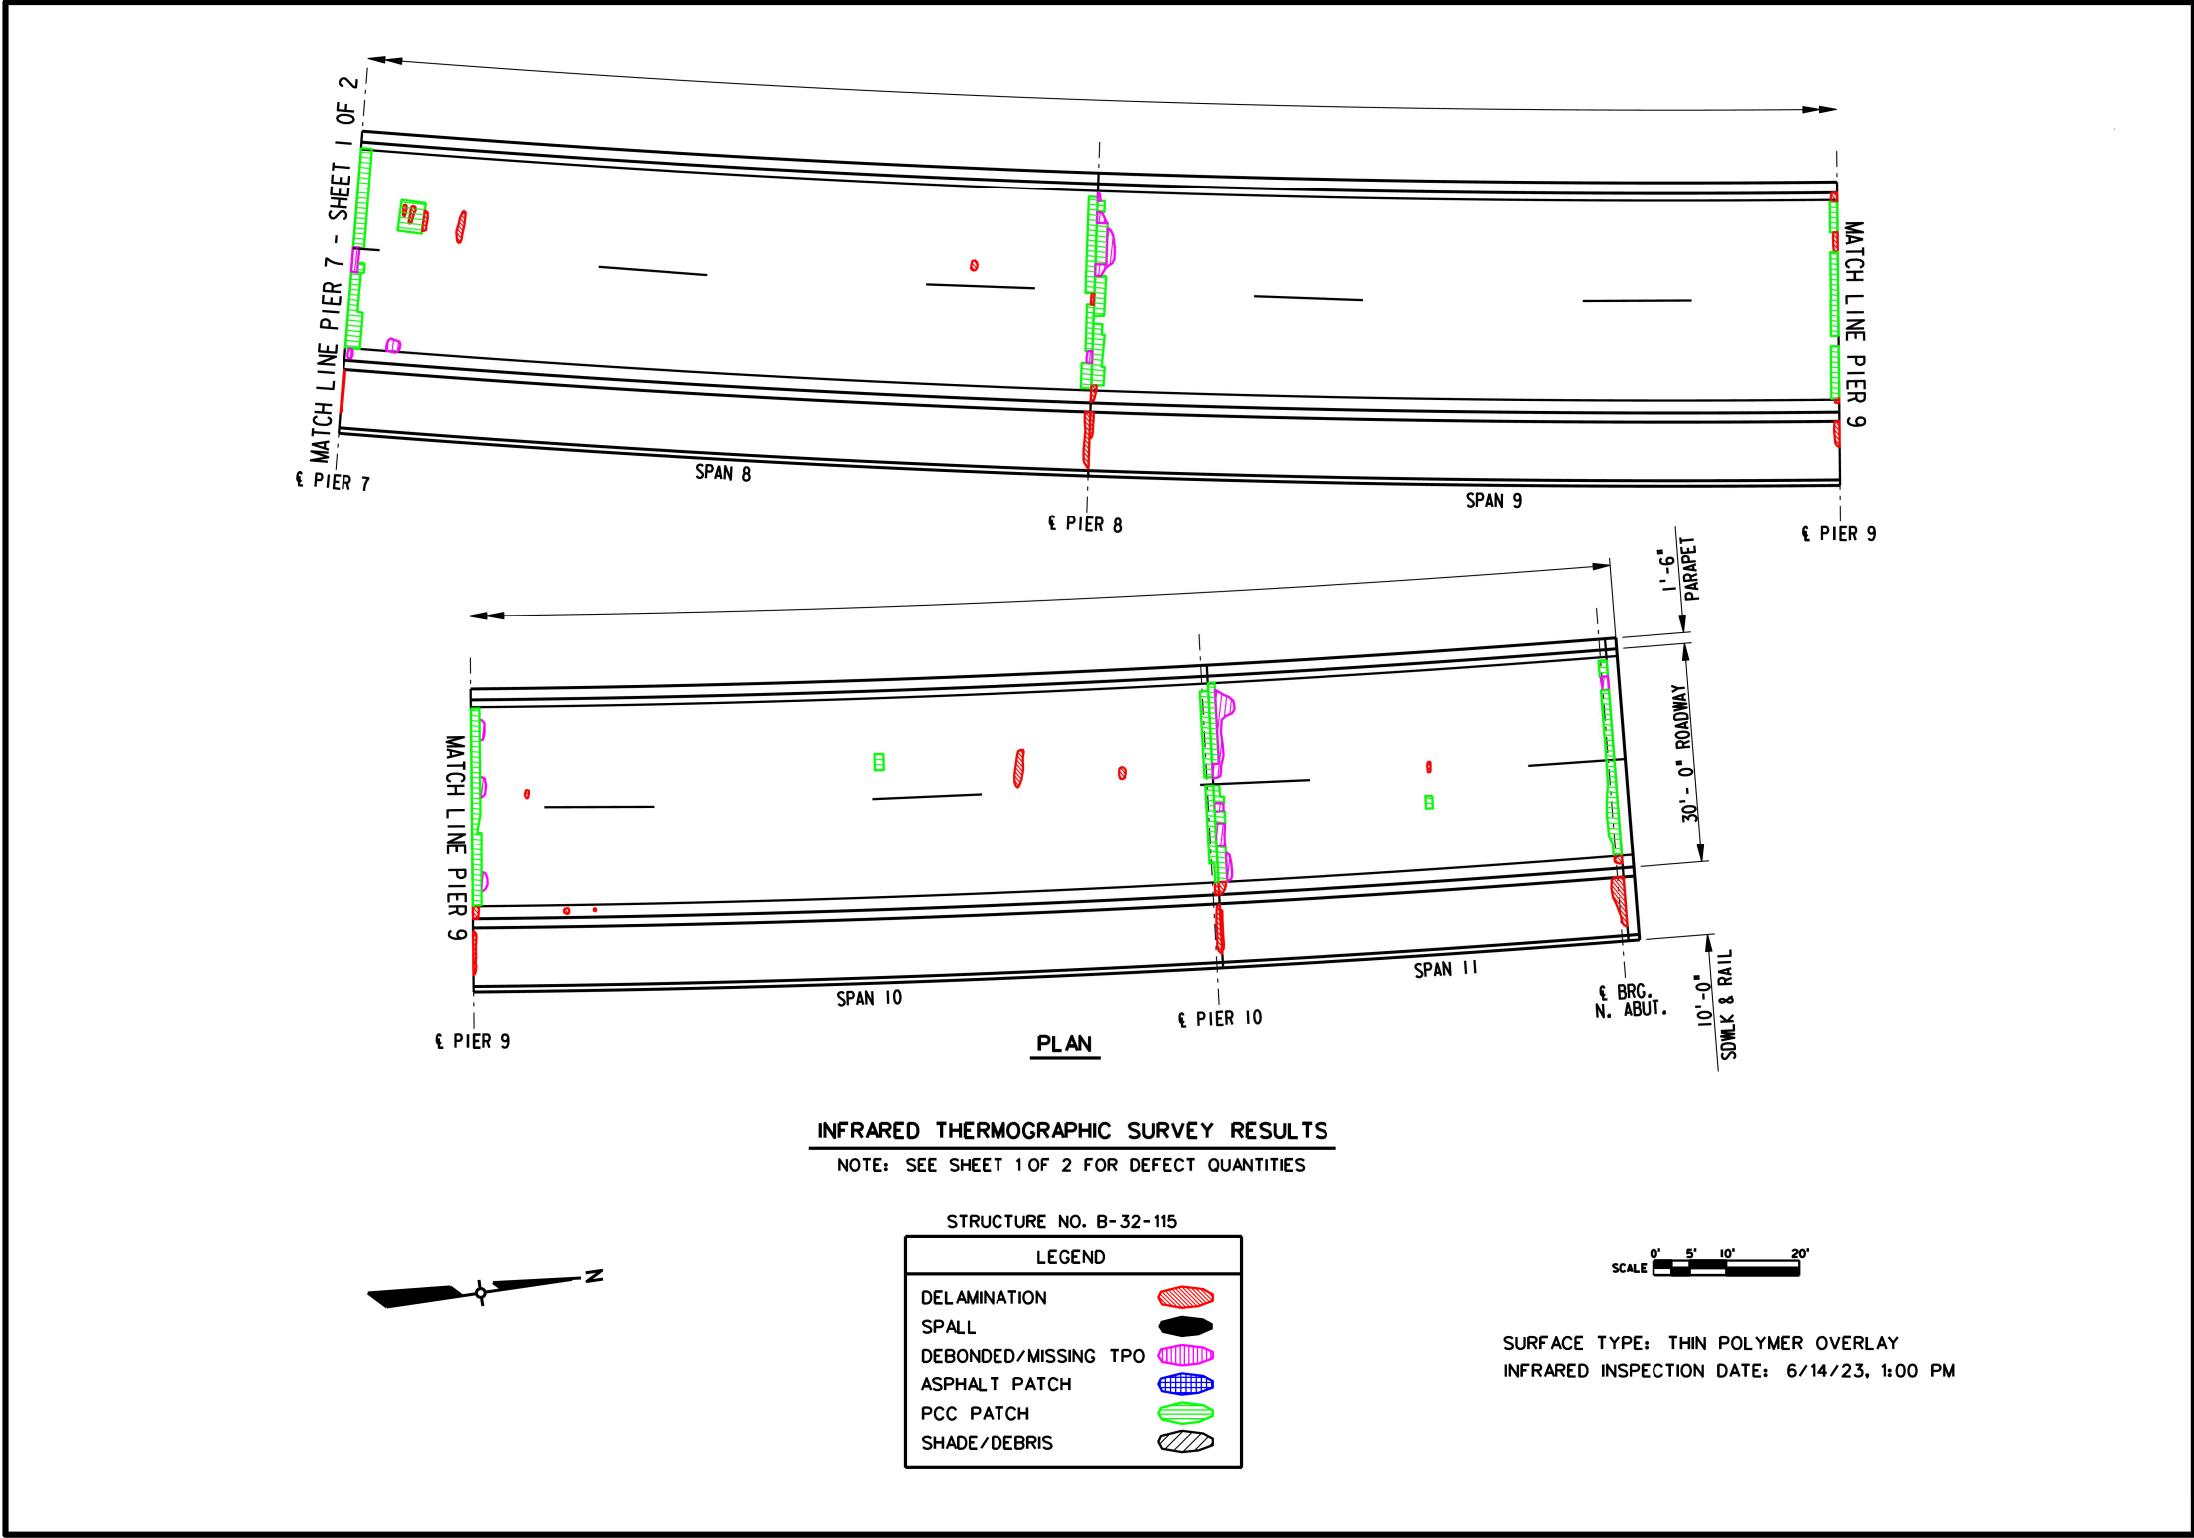 MATCH LINE PIER 7 - SHEET 1 OF 2
MATCH LINE PIER 9
SPAN 8
SPAN 9
℄ PIER 7
℄ PIER 8
℄ PIER 9
1'-6"
PARAPET
30'- 0" ROADWAY
MATCH LINE PIER 9
SPAN 10
SPAN 11
℄ PIER 9
℄ PIER 10
℄ BRG.
N. ABUT.
10'-0"
SDWLK & RAIL
PLAN
INFRARED THERMOGRAPHIC SURVEY RESULTS
NOTE: SEE SHEET 1 OF 2 FOR DEFECT QUANTITIES
STRUCTURE NO. B-32-115
LEGEND
DELAMINATION
SPALL
DEBONDED/MISSING TPO
ASPHALT PATCH
PCC PATCH
SHADE/DEBRIS
N
0' 5' 10' 20'
SCALE
SURFACE TYPE: THIN POLYMER OVERLAY
INFRARED INSPECTION DATE: 6/14/23, 1:00 PM